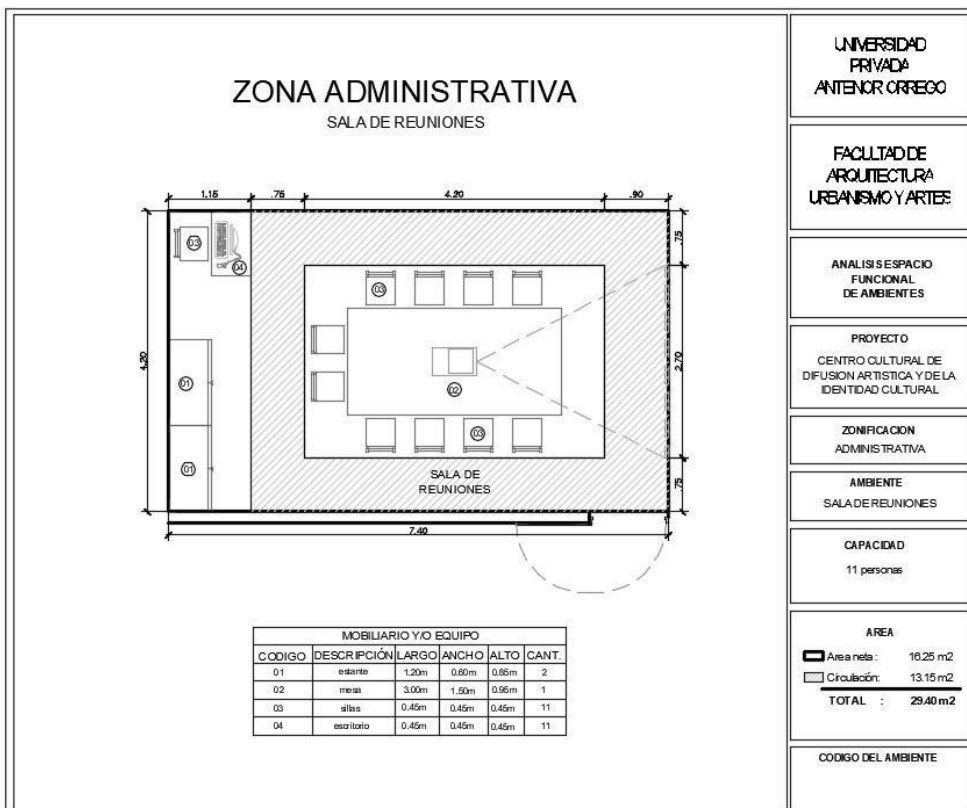 ZONA ADMINISTRATIVA
SALA DE REUNIONES
1.15 .75 4.20 .90
4.20
.75
2.70
.75
7.40
03
04
01
01
03
02
03
SALA DE
REUNIONES
MOBILIARIO Y/O EQUIPO
CODIGO DESCRIPCIÓN LARGO ANCHO ALTO CANT.
01 estante 1.20m 0.60m 0.85m 2
02 mesa 3.00m 1.50m 0.95m 1
03 sillas 0.45m 0.45m 0.45m 11
04 escritorio 0.45m 0.45m 0.45m 11
UNIVERSIDAD
PRIVADA
ANTENOR ORREGO
FACULTAD DE
ARQUITECTURA
URBANISMO Y ARTES
ANALISIS ESPACIO
FUNCIONAL
DE AMBIENTES
PROYECTO
CENTRO CULTURAL DE
DIFUSION ARTISTICA Y DE LA
IDENTIDAD CULTURAL
ZONIFICACION
ADMINISTRATIVA
AMBIENTE
SALA DE REUNIONES
CAPACIDAD
11 personas
AREA
Area neta : 16.25 m2
Circulación: 13.15 m2
TOTAL : 29.40 m2
CODIGO DEL AMBIENTE